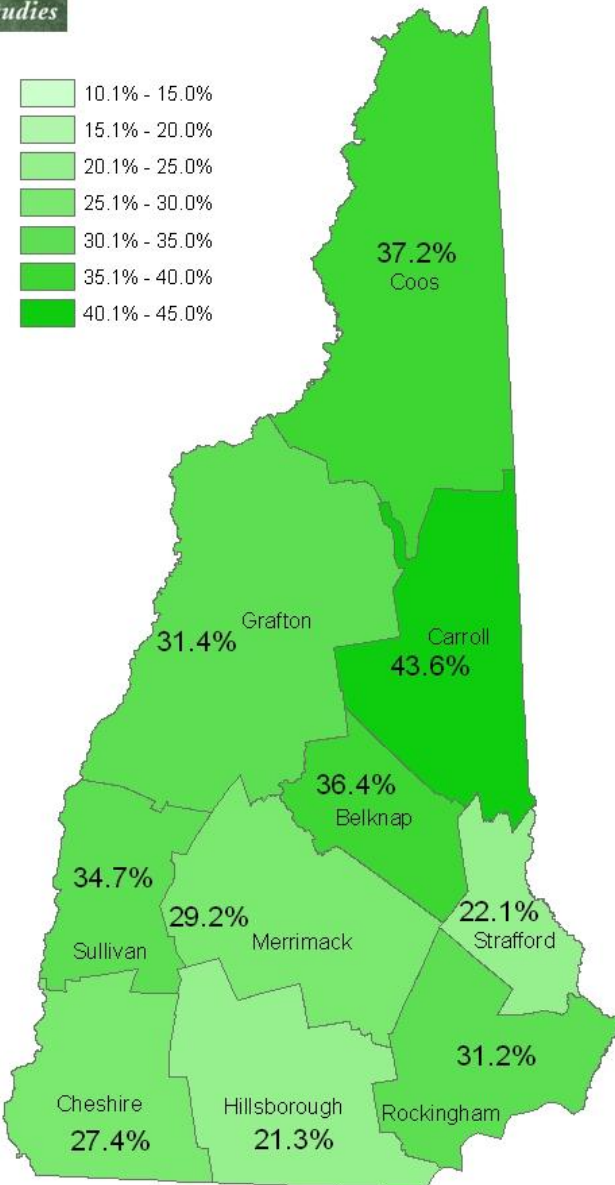 tudies
10.1% - 15.0%
15.1% - 20.0%
20.1% - 25.0%
25.1% - 30.0%
30.1% - 35.0%
35.1% - 40.0%
40.1% - 45.0%
37.2%
Coos
Grafton
31.4%
Carroll
43.6%
36.4%
Belknap
34.7%
Sullivan
29.2%
Merrimack
22.1%
Strafford
31.2%
Rockingham
Cheshire
27.4%
Hillsborough
21.3%